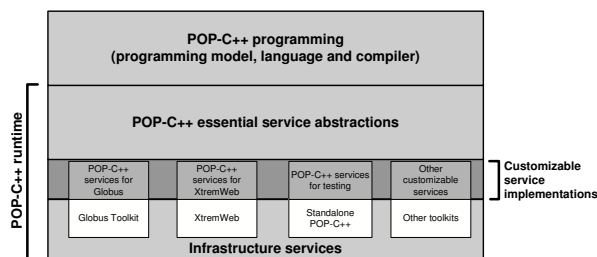 POP-C++ programming
(programming model, language and compiler)
POP-C++ runtime
POP-C++ essential service abstractions
POP-C++
services for
Globus
POP-C++
services for
XtremWeb
POP-C++ services
for testing
Other
customizable
services
Customizable
service
implementations
Globus Toolkit
XtremWeb
Standalone
POP-C++
Other toolkits
Infrastructure services